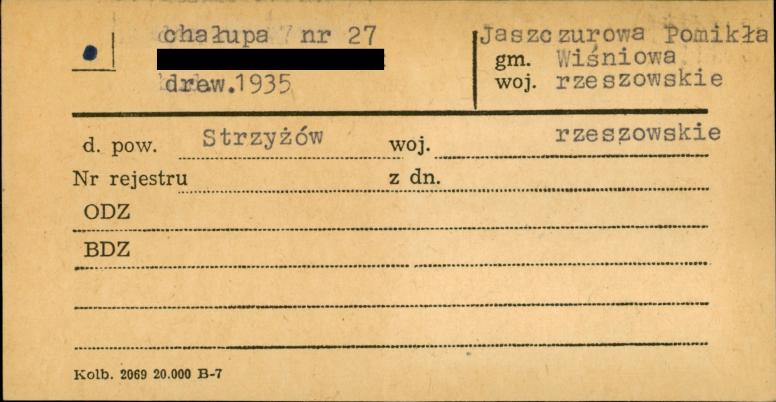 chałupa nr 27
drew.1935
Jaszczurowa Pomikła
gm. Wiśniowa
woj. rzeszowskie
d. pow. Strzyżów woj. rzeszowskie
Nr rejestru z dn.
ODZ
BDZ
Kolb. 2069 20.000 B-7